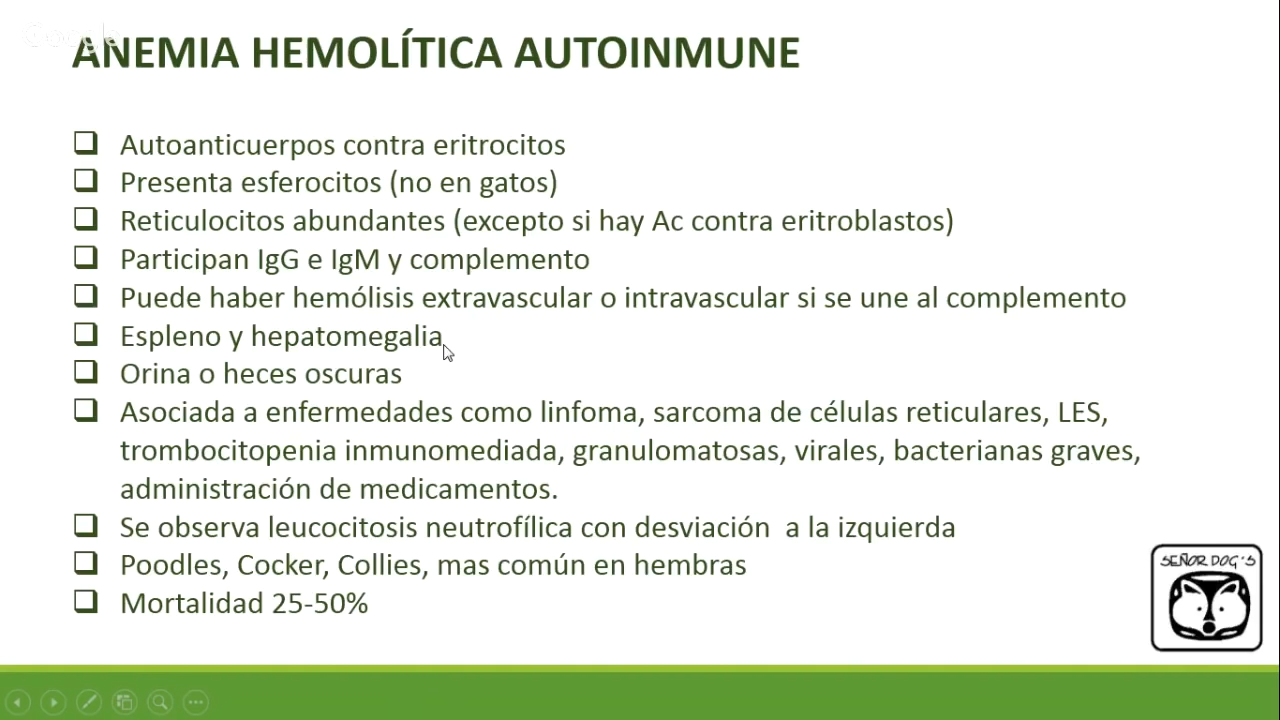 Google
ANEMIA HEMOLÍTICA AUTOINMUNE
Autoanticuerpos contra eritrocitos
Presenta esferocitos (no en gatos)
Reticulocitos abundantes (excepto si hay Ac contra eritroblastos)
Participan IgG e IgM y complemento
Puede haber hemólisis extravascular o intravascular si se une al complemento
Espleno y hepatomegalia
Orina o heces oscuras
Asociada a enfermedades como linfoma, sarcoma de células reticulares, LES,
trombocitopenia inmunomediada, granulomatosas, virales, bacterianas graves,
administración de medicamentos.
Se observa leucocitosis neutrofílica con desviación  a la izquierda
Poodles, Cocker, Collies, mas común en hembras
Mortalidad 25-50%
SEÑOR DOG'S